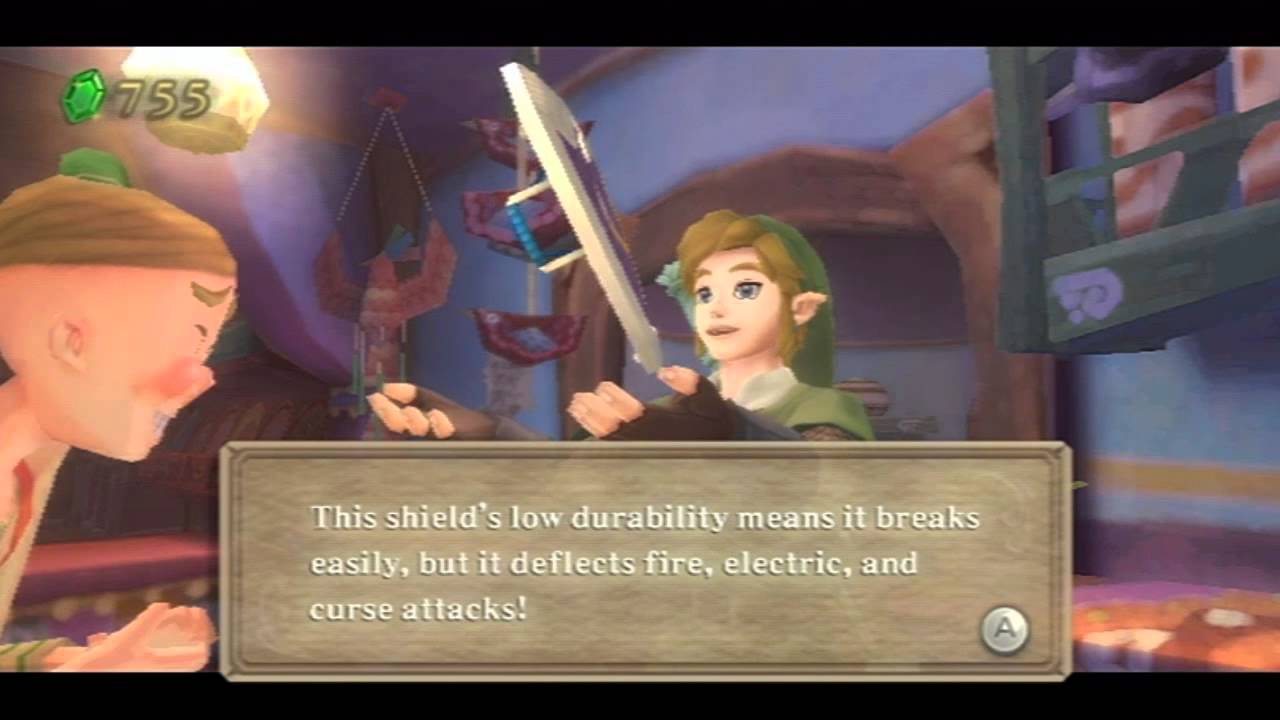 755
This shield's low durability means it breaks
easily, but it deflects fire, electric, and
curse attacks!
A